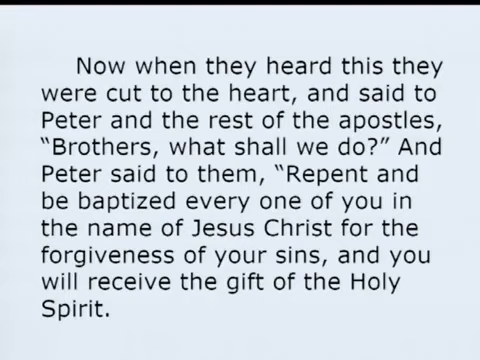 Now when they heard this they
were cut to the heart, and said to
Peter and the rest of the apostles,
“Brothers, what shall we do?” And
Peter said to them, “Repent and
be baptized every one of you in
the name of Jesus Christ for the
forgiveness of your sins, and you
will receive the gift of the Holy
Spirit.